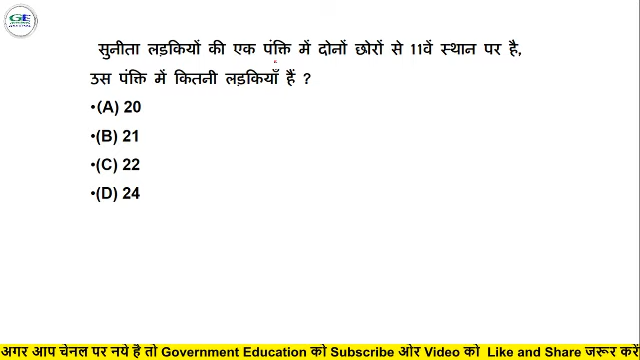 GE
सुनीता लड़कियों की एक पंक्ति में दोनों छोरों से 11वें स्थान पर है,
उस पंक्ति में कितनी लड़कियाँ हैं ?
•(A) 20
•(B) 21
•(C) 22
•(D) 24
अगर आप चेनल पर नये है तो Government Education को Subscribe ओर Video को Like and Share जरूर करे